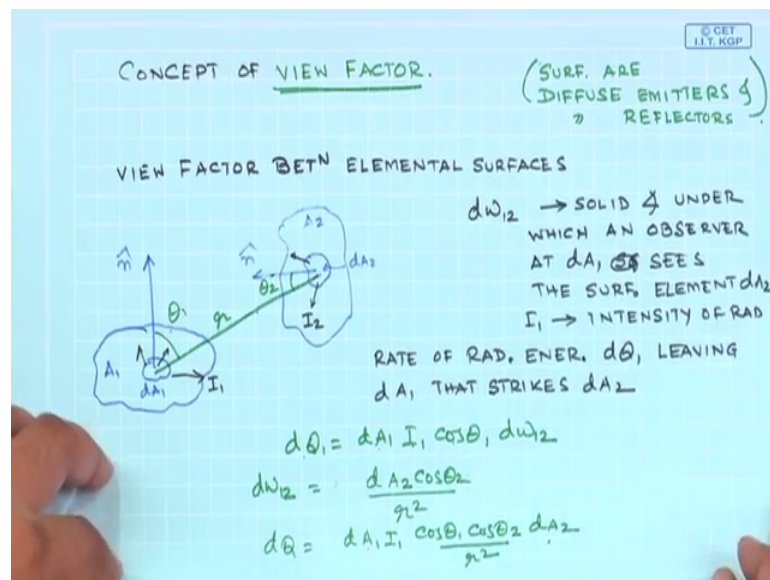 © CET
I.I.T. KGP
CONCEPT OF VIEW FACTOR.
(SURF. ARE
DIFFUSE EMITTERS &
" REFLECTORS.)
VIEW FACTOR BETN ELEMENTAL SURFACES
dω12 → SOLID ∠ UNDER
WHICH AN OBSERVER
AT dA1 SEES
THE SURF. ELEMENT dA2
I1 → INTENSITY OF RAD
A2
n̂
dA2
θ2
I2
n̂
θ1
r
A1
dA1
I1
RATE OF RAD. ENER. dQ1 LEAVING
dA1 THAT STRIKES dA2
dQ1 = dA1 I1 cosθ1 dω12
dω12 = dA2 cosθ2 / r2
dQ = dA1 I1 cosθ1 cosθ2 dA2 / r2